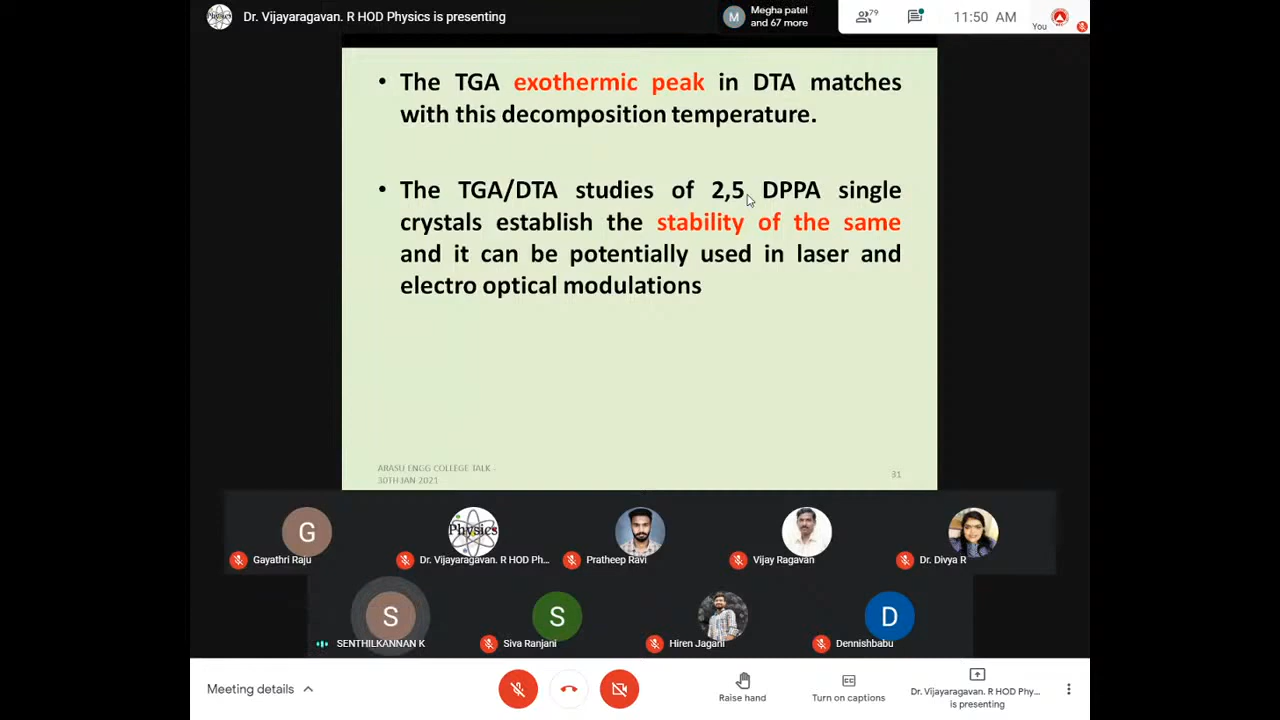 Dr. Vijayaragavan. R HOD Physics is presenting
M
Megha patel
and 67 more
79
11:50 AM
You
• The TGA exothermic peak in DTA matches
with this decomposition temperature.
• The TGA/DTA studies of 2,5 DPPA single
crystals establish the stability of the same
and it can be potentially used in laser and
electro optical modulations
ARASU ENGG COLLEGE TALK -
30TH JAN 2021
31
G
Physics
Gayathri Raju
Dr. Vijayaragavan. R HOD Ph...
Pratheep Ravi
Vijay Ragavan
Dr. Divya R
S
S
D
SENTHILKANNAN K
Siva Ranjani
Hiren Jagani
Dennishbabu
Meeting details
Raise hand
Turn on captions
Dr. Vijayaragavan. R HOD Phy...
is presenting